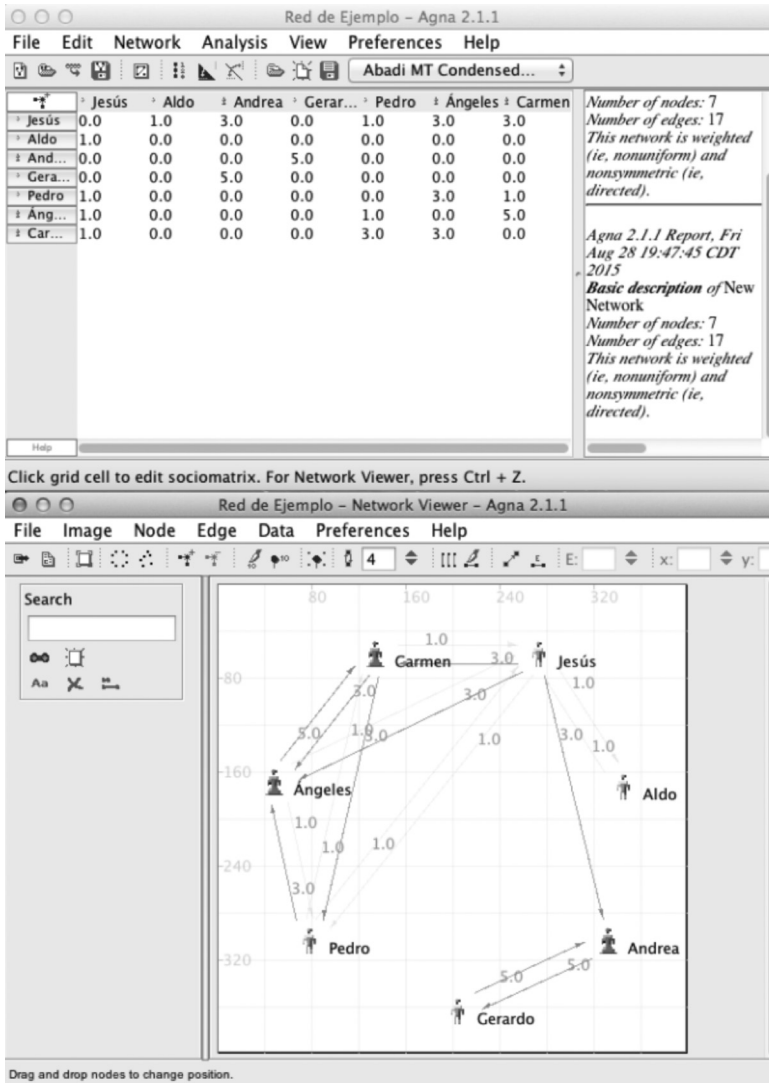 Red de Ejemplo – Agna 2.1.1
File Edit Network Analysis View Preferences Help
Abadi MT Condensed...
Jesús Aldo Andrea Gerar... Pedro Ángeles Carmen
Jesús 0.0 1.0 3.0 0.0 1.0 3.0 3.0
Aldo 1.0 0.0 0.0 0.0 0.0 0.0 0.0
And... 0.0 0.0 0.0 5.0 0.0 0.0 0.0
Gera... 0.0 0.0 5.0 0.0 0.0 0.0 0.0
Pedro 1.0 0.0 0.0 0.0 0.0 3.0 1.0
Áng... 1.0 0.0 0.0 0.0 1.0 0.0 5.0
Car... 1.0 0.0 0.0 0.0 3.0 3.0 0.0
Number of nodes: 7
Number of edges: 17
This network is weighted
(ie, nonuniform) and
nonsymmetric (ie,
directed).
Agna 2.1.1 Report, Fri
Aug 28 19:47:45 CDT
2015
Basic description of New
Network
Number of nodes: 7
Number of edges: 17
This network is weighted
(ie, nonuniform) and
nonsymmetric (ie,
directed).
Help
Click grid cell to edit sociomatrix. For Network Viewer, press Ctrl + Z.
Red de Ejemplo – Network Viewer – Agna 2.1.1
File Image Node Edge Data Preferences Help
4 E: x: y:
Search
Aa
80 160 240 320
1.0
Carmen 3.0 Jesús
-80
3.0 3.0 1.0
5.0 1.0 3.0 1.0 3.0 1.0
-160
Ángeles Aldo
1.0
1.0 1.0
-240
3.0
Pedro Andrea
-320
5.0 5.0
Gerardo
Drag and drop nodes to change position.